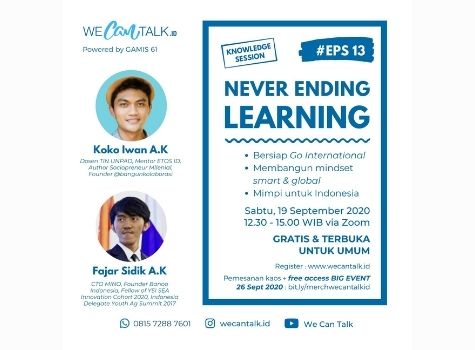 WE Can TALK.ID
Powered by GAMIS 61
KNOWLEDGE
SESSION
#EPS 13
NEVER ENDING
LEARNING
• Bersiap Go International
• Membangun mindset
smart & global
• Mimpi untuk Indonesia
Sabtu, 19 September 2020
12.30 - 15.00 WIB via Zoom
GRATIS & TERBUKA
UNTUK UMUM
Register : www.wecantalk.id
Pemesanan kaos + free access BIG EVENT
26 Sept 2020 : bit.ly/merchwecantalkid
Koko Iwan A.K
Dosen TIN UNPAD, Mentor ETOS ID,
Author Sociopreneur Milenial,
Founder @bangunkolaborasi
Fajar Sidik A.K
CTO MINO, Founder Banoo
Indonesia, Fellow of YSI SEA
Innovation Cohort 2020, Indonesia
Delegate Youth Ag Summit 2017
0815 7288 7601
wecantalk.id
We Can Talk